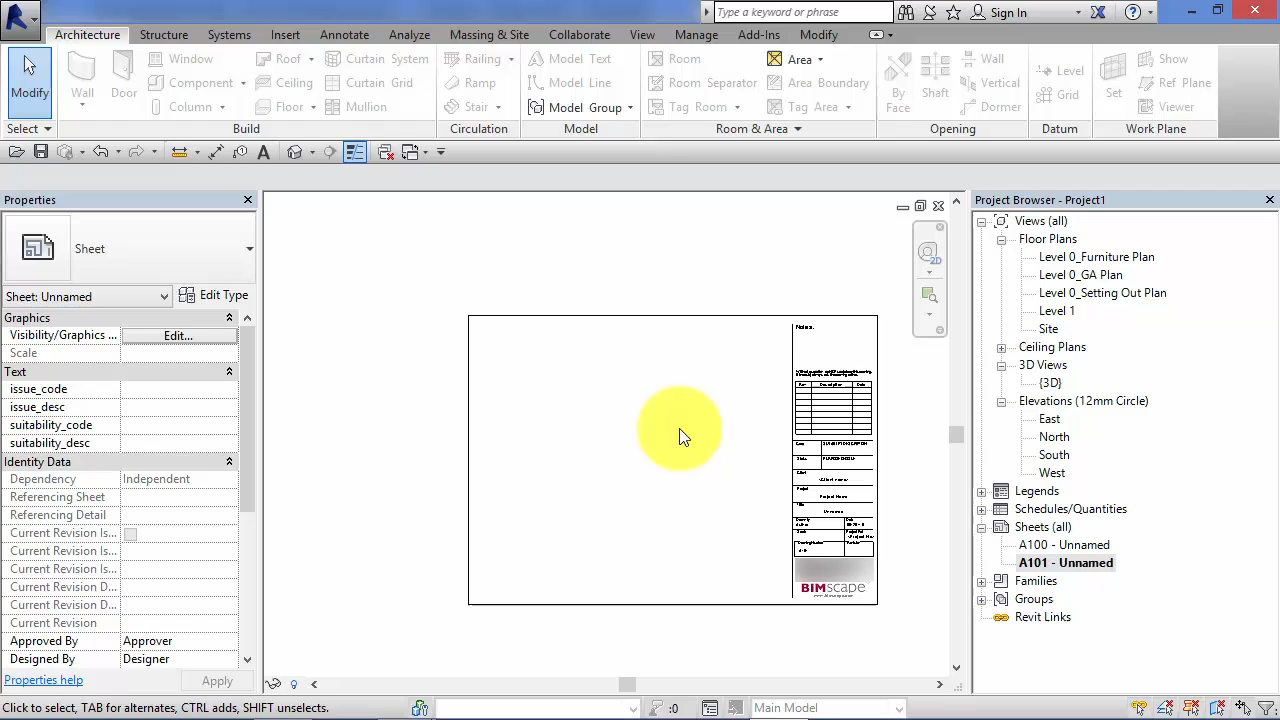 Type a keyword or phrase
Sign In
Architecture Structure Systems Insert Annotate Analyze Massing & Site Collaborate View Manage Add-Ins Modify
Modify
Select
Wall
Door
Window
Component
Column
Roof
Ceiling
Floor
Curtain System
Curtain Grid
Mullion
Build
Railing
Ramp
Stair
Circulation
Model Text
Model Line
Model Group
Model
Room
Room Separator
Tag Room
Area
Area Boundary
Tag Area
Room & Area
By Face
Shaft
Wall
Vertical
Dormer
Opening
Level
Grid
Datum
Set
Show
Ref Plane
Viewer
Work Plane
Properties
Sheet
Sheet: Unnamed
Edit Type
Graphics
Visibility/Graphics ... Edit...
Scale
Text
issue_code
issue_desc
suitability_code
suitability_desc
Identity Data
Dependency Independent
Referencing Sheet
Referencing Detail
Current Revision I...
Current Revision Is...
Current Revision Is...
Current Revision D...
Current Revision D...
Current Revision
Approved By Approver
Designed By Designer
Properties help
Apply
2D
Notes:
Description
Date
Project Name
BIMscape
Project Browser - Project1
Views (all)
Floor Plans
Level 0_Furniture Plan
Level 0_GA Plan
Level 0_Setting Out Plan
Level 1
Site
Ceiling Plans
3D Views
{3D}
Elevations (12mm Circle)
East
North
South
West
Legends
Schedules/Quantities
Sheets (all)
A100 - Unnamed
A101 - Unnamed
Families
Groups
Revit Links
Click to select, TAB for alternates, CTRL adds, SHIFT unselects.
:0
Main Model